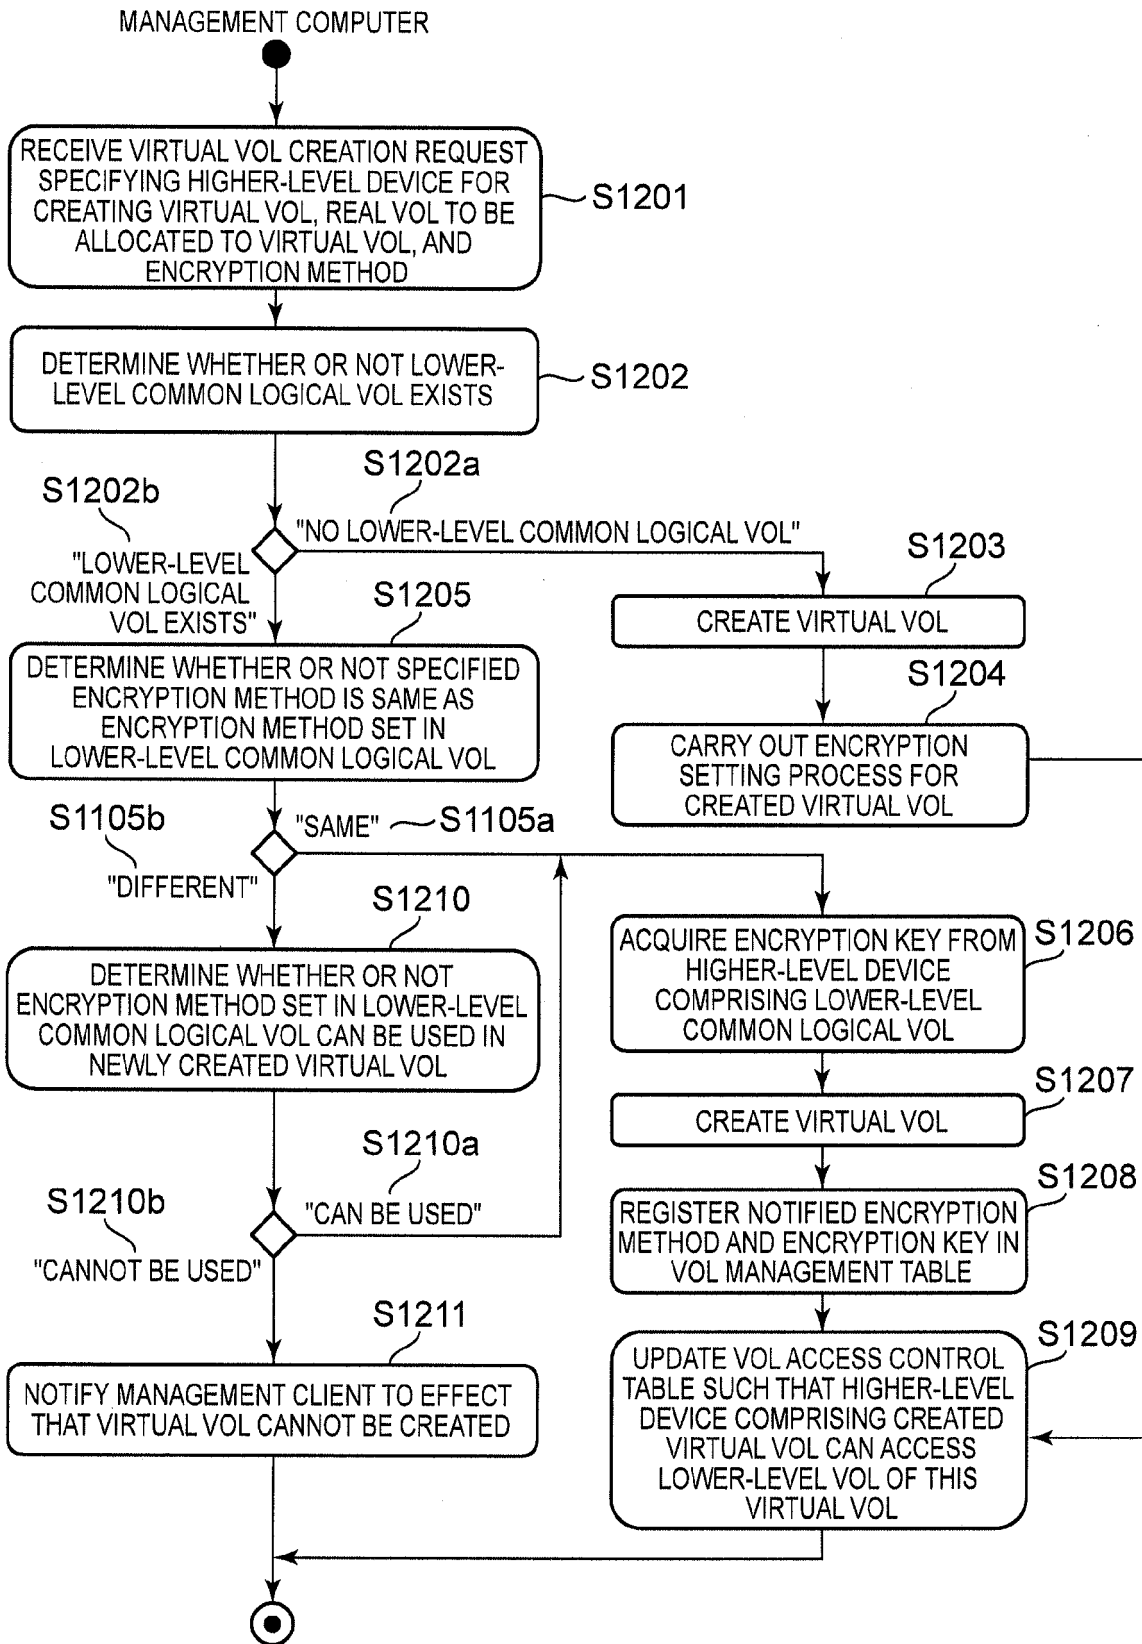 MANAGEMENT COMPUTER
RECEIVE VIRTUAL VOL CREATION REQUEST
SPECIFYING HIGHER-LEVEL DEVICE FOR
CREATING VIRTUAL VOL, REAL VOL TO BE
ALLOCATED TO VIRTUAL VOL, AND
ENCRYPTION METHOD
S1201
DETERMINE WHETHER OR NOT LOWER-
LEVEL COMMON LOGICAL VOL EXISTS
S1202
S1202a
"NO LOWER-LEVEL COMMON LOGICAL VOL"
S1202b
"LOWER-LEVEL
COMMON LOGICAL
VOL EXISTS"
S1203
CREATE VIRTUAL VOL
S1204
CARRY OUT ENCRYPTION
SETTING PROCESS FOR
CREATED VIRTUAL VOL
S1205
DETERMINE WHETHER OR NOT SPECIFIED
ENCRYPTION METHOD IS SAME AS
ENCRYPTION METHOD SET IN
LOWER-LEVEL COMMON LOGICAL VOL
S1105b
"DIFFERENT"
"SAME"
S1105a
S1206
ACQUIRE ENCRYPTION KEY FROM
HIGHER-LEVEL DEVICE
COMPRISING LOWER-LEVEL
COMMON LOGICAL VOL
S1210
DETERMINE WHETHER OR NOT
ENCRYPTION METHOD SET IN LOWER-LEVEL
COMMON LOGICAL VOL CAN BE USED IN
NEWLY CREATED VIRTUAL VOL
S1207
CREATE VIRTUAL VOL
S1210a
"CAN BE USED"
S1210b
"CANNOT BE USED"
S1208
REGISTER NOTIFIED ENCRYPTION
METHOD AND ENCRYPTION KEY IN
VOL MANAGEMENT TABLE
S1211
NOTIFY MANAGEMENT CLIENT TO EFFECT
THAT VIRTUAL VOL CANNOT BE CREATED
S1209
UPDATE VOL ACCESS CONTROL
TABLE SUCH THAT HIGHER-LEVEL
DEVICE COMPRISING CREATED
VIRTUAL VOL CAN ACCESS
LOWER-LEVEL VOL OF THIS
VIRTUAL VOL